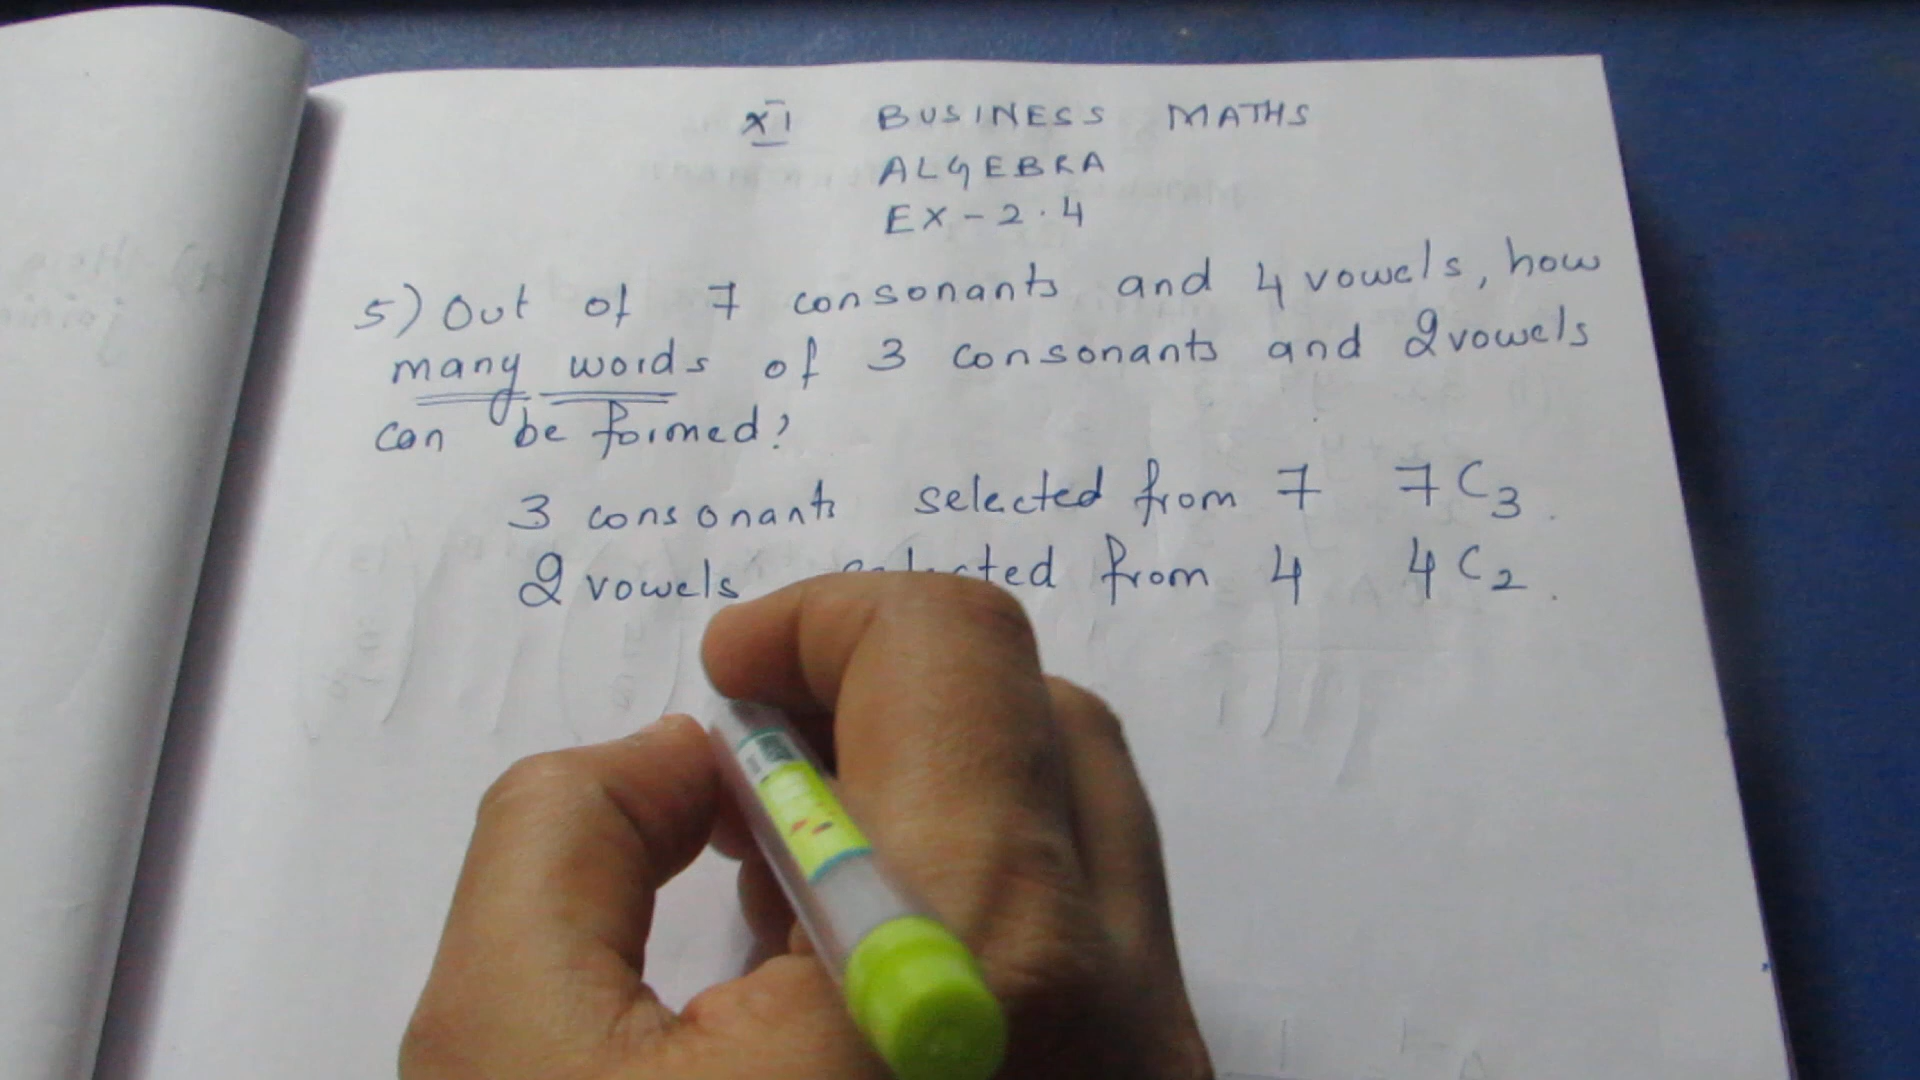 XI BUSINESS MATHS
ALGEBRA
EX - 2.4
5) Out of 7 consonants and 4 vowels, how
many words of 3 consonants and 2 vowels
can be formed?
3 consonants selected from 7 7C3.
2 vowels selected from 4 4C2.